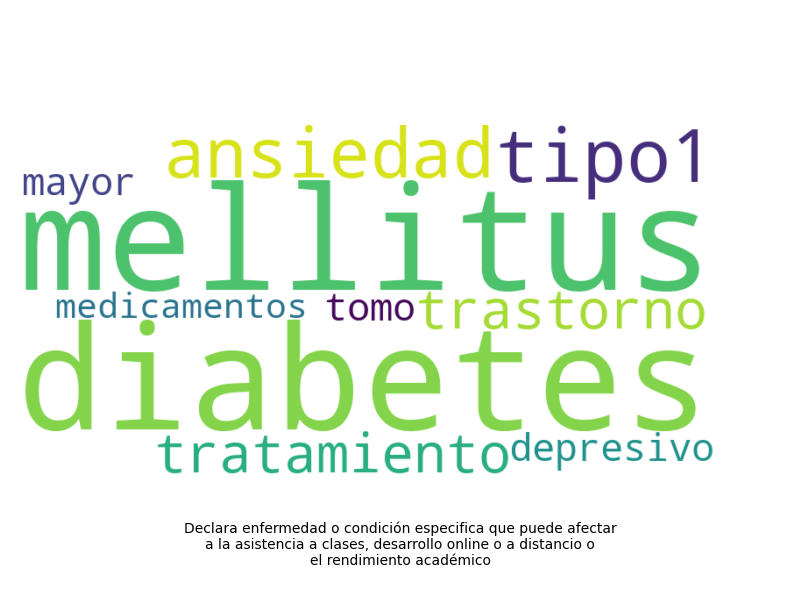 ansiedad tipo1
mayor
mellitus
medicamentos tomo trastorno
diabetes
tratamiento depresivo
Declara enfermedad o condición especifica que puede afectar
a la asistencia a clases, desarrollo online o a distancio o
el rendimiento académico